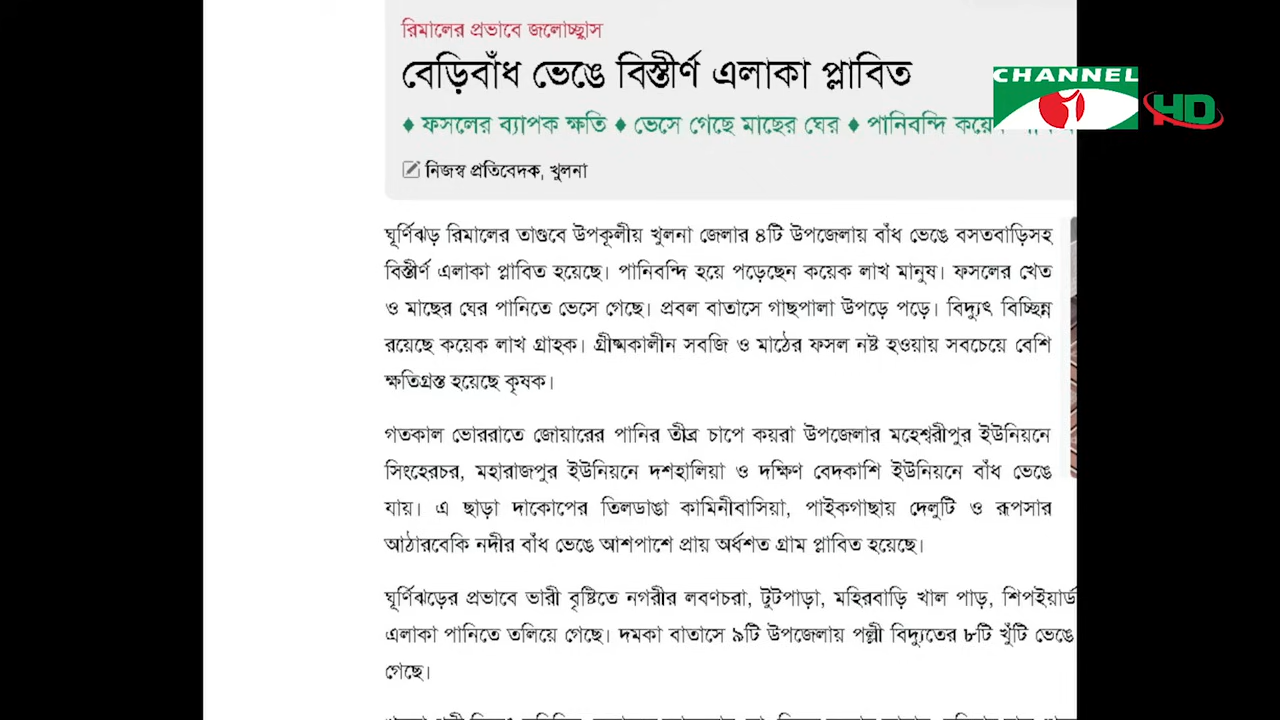 রিমালের প্রভাবে জলোচ্ছ্বাস
বেড়িবাঁধ ভেঙে বিস্তীর্ণ এলাকা প্লাবিত
♦ ফসলের ব্যাপক ক্ষতি ♦ ভেসে গেছে মাছের ঘের ♦ পানিবন্দি
CHANNEL
HD
নিজস্ব প্রতিবেদক, খুলনা
ঘূর্ণিঝড় রিমালের তাণ্ডবে উপকূলীয় খুলনা জেলার ৪টি উপজেলায় বাঁধ ভেঙে বসতবাড়িসহ
বিস্তীর্ণ এলাকা প্লাবিত হয়েছে। পানিবন্দি হয়ে পড়েছেন কয়েক লাখ মানুষ। ফসলের খেত
ও মাছের ঘের পানিতে ভেসে গেছে। প্রবল বাতাসে গাছপালা উপড়ে পড়ে। বিদ্যুৎ বিচ্ছিন্ন
রয়েছে কয়েক লাখ গ্রাহক। গ্রীষ্মকালীন সবজি ও মাঠের ফসল নষ্ট হওয়ায় সবচেয়ে বেশি
ক্ষতিগ্রস্ত হয়েছে কৃষক।
গতকাল ভোররাতে জোয়ারের পানির তীব্র চাপে কয়রা উপজেলার মহেশ্বরীপুর ইউনিয়নে
সিংহেরচর, মহারাজপুর ইউনিয়নে দশহালিয়া ও দক্ষিণ বেদকাশি ইউনিয়নে বাঁধ ভেঙে
যায়। এ ছাড়া দাকোপের তিলডাঙা কামিনীবাসিয়া, পাইকগাছায় দেলুটি ও রূপসার
আঠারবেকি নদীর বাঁধ ভেঙে আশপাশে প্রায় অর্ধশত গ্রাম প্লাবিত হয়েছে।
ঘূর্ণিঝড়ের প্রভাবে ভারী বৃষ্টিতে নগরীর লবণচরা, টুটপাড়া, মহিরবাড়ি খাল পাড়, শিপইয়ার্ড
এলাকা পানিতে তলিয়ে গেছে। দমকা বাতাসে ৯টি উপজেলায় পল্লী বিদ্যুতের ৮টি খুঁটি ভেঙে
গেছে।